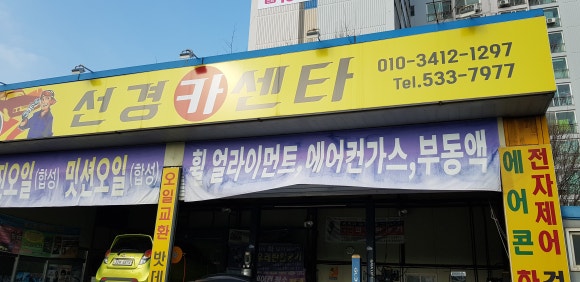 선경카센타
010-3412-1297
Tel.533-7977
진오일(합성) 밋션오일(합성)
휠 얼라이먼트, 에어컨가스, 부동액
오일교환
전자제어
에어콘